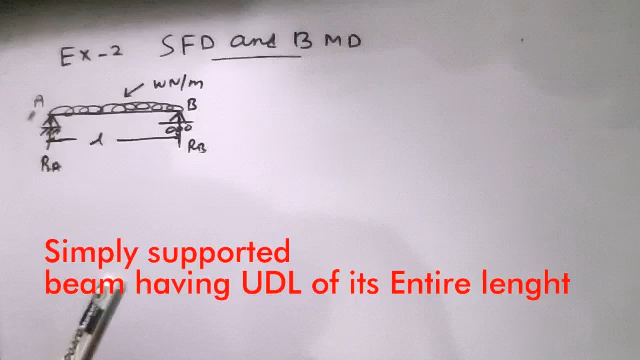 Ex-2 SFD and BMD
WN/m
A B
l
RA RB
Simply supported
beam having UDL of its Entire lenght